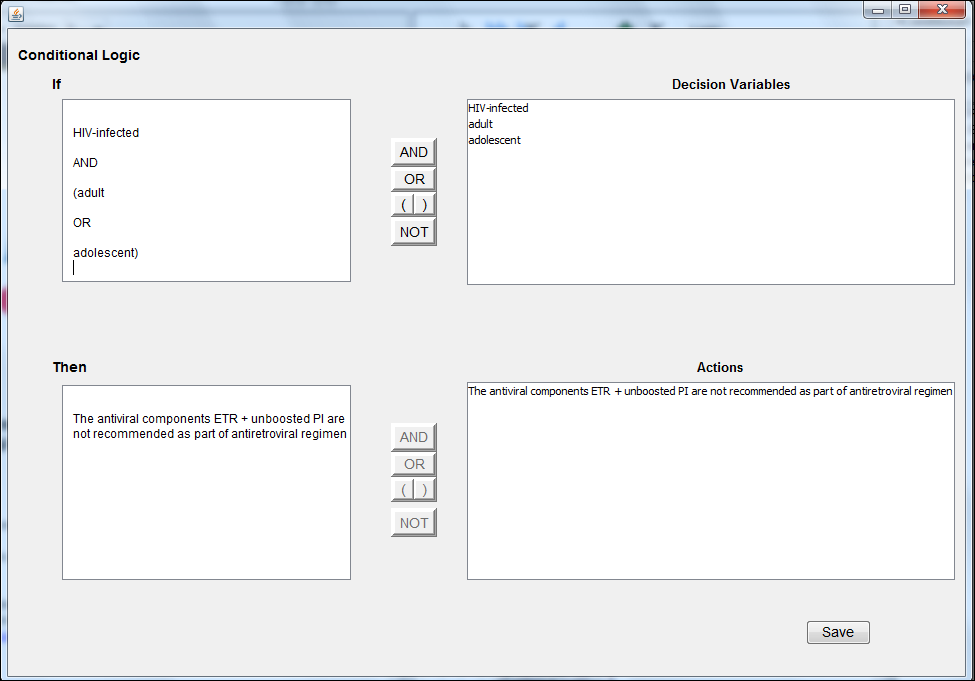 Conditional Logic
If
HIV-infected
AND
(adult
OR
adolescent)
AND
OR
( )
NOT
Decision Variables
HIV-infected
adult
adolescent
Then
The antiviral components ETR + unboosted PI are
not recommended as part of antiretroviral regimen
AND
OR
( )
NOT
Actions
The antiviral components ETR + unboosted PI are not recommended as part of antiretroviral regimen
Save